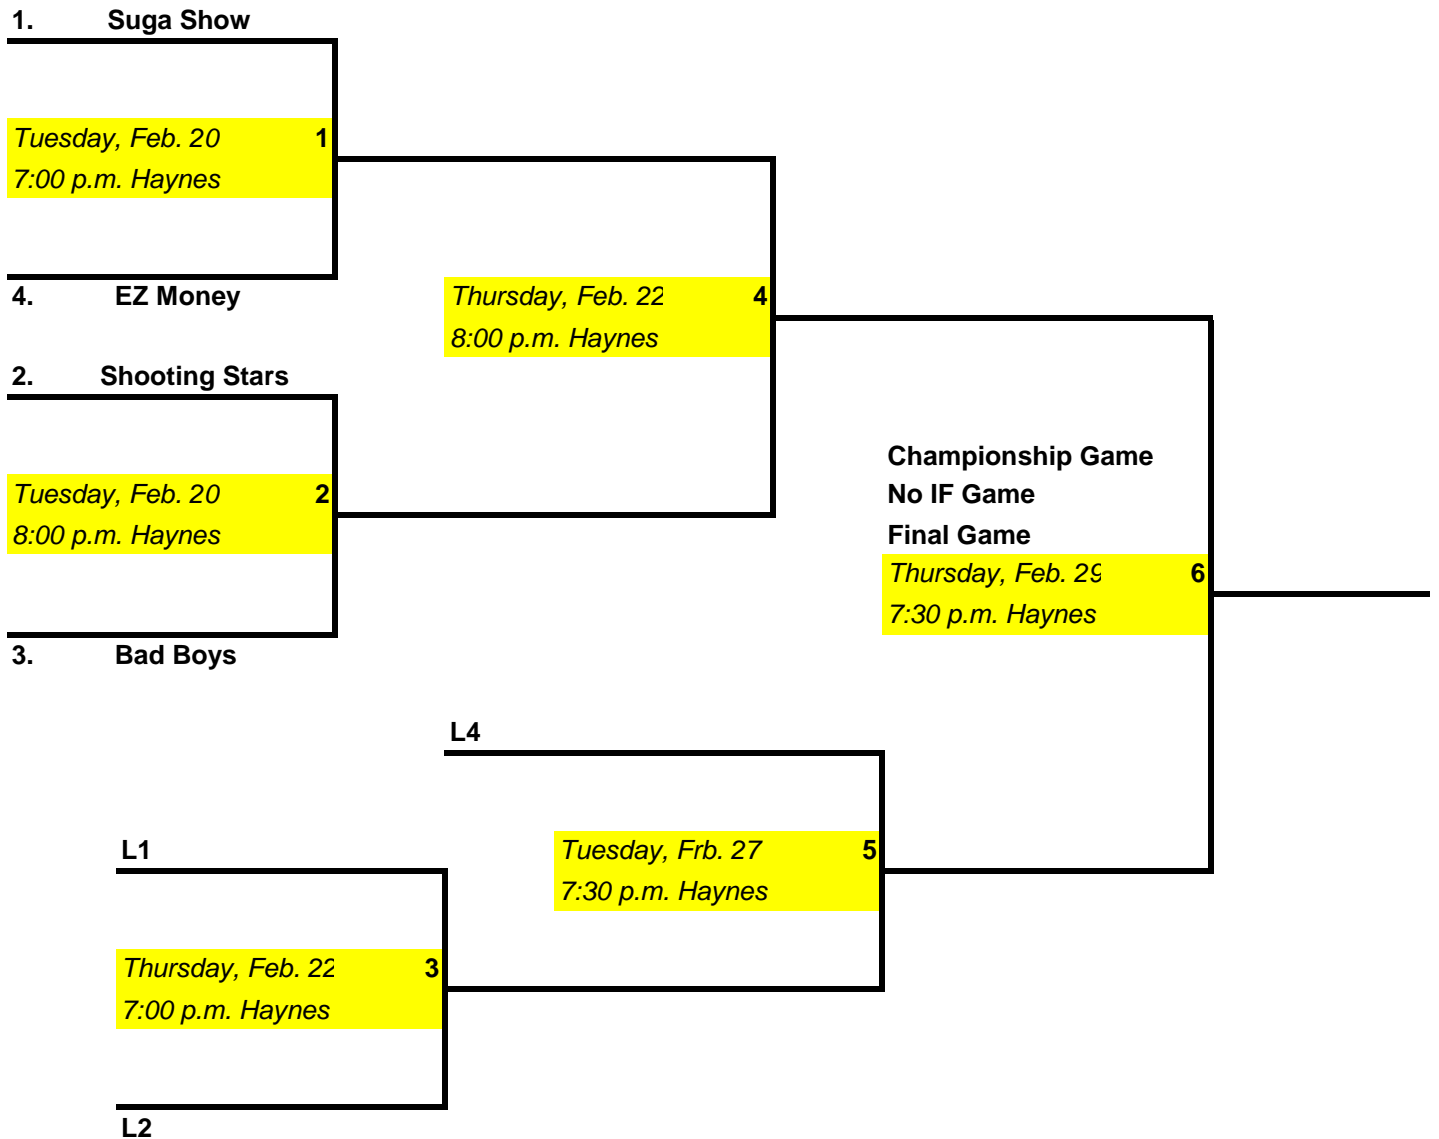 1. Suga Show
Tuesday, Feb. 20 1
7:00 p.m. Haynes
4. EZ Money
Thursday, Feb. 22 4
8:00 p.m. Haynes
2. Shooting Stars
Tuesday, Feb. 20 2
8:00 p.m. Haynes
3. Bad Boys
Championship Game
No IF Game
Final Game
Thursday, Feb. 29 6
7:30 p.m. Haynes
L4
Tuesday, Frb. 27 5
7:30 p.m. Haynes
L1
Thursday, Feb. 22 3
7:00 p.m. Haynes
L2